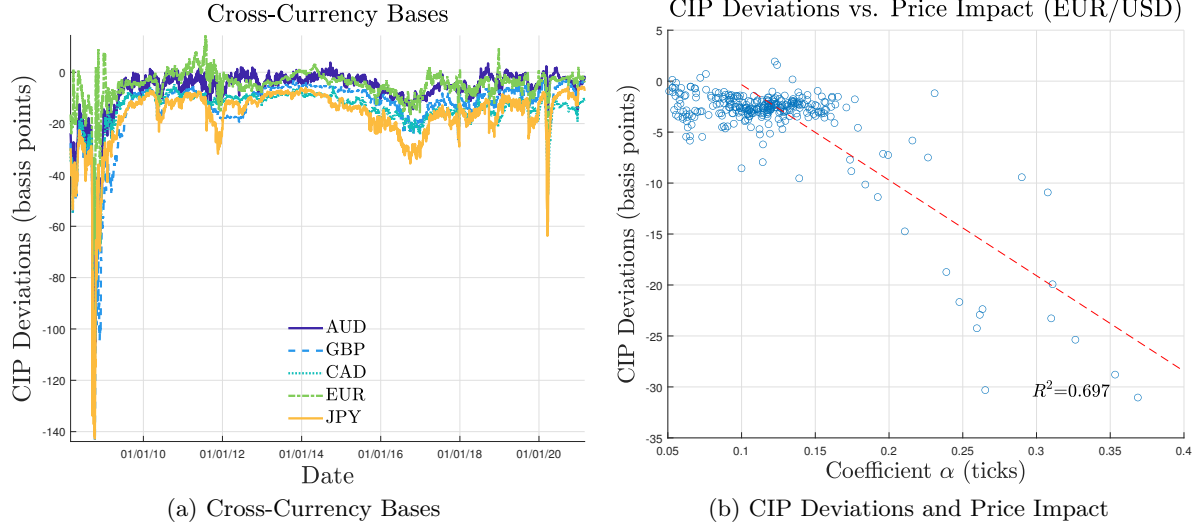 Cross-Currency Bases
CIP Deviations (basis points)
0
-20
-40
-60
-80
-100
-120
-140
AUD
GBP
CAD
EUR
JPY
01/01/10
01/01/12
01/01/14
01/01/16
01/01/18
01/01/20
Date
(a) Cross-Currency Bases
CIP Deviations vs. Price Impact (EUR/USD)
CIP Deviations (basis points)
5
0
-5
-10
-15
-20
-25
-30
-35
R²=0.697
0.05
0.1
0.15
0.2
0.25
0.3
0.35
0.4
Coefficient α (ticks)
(b) CIP Deviations and Price Impact